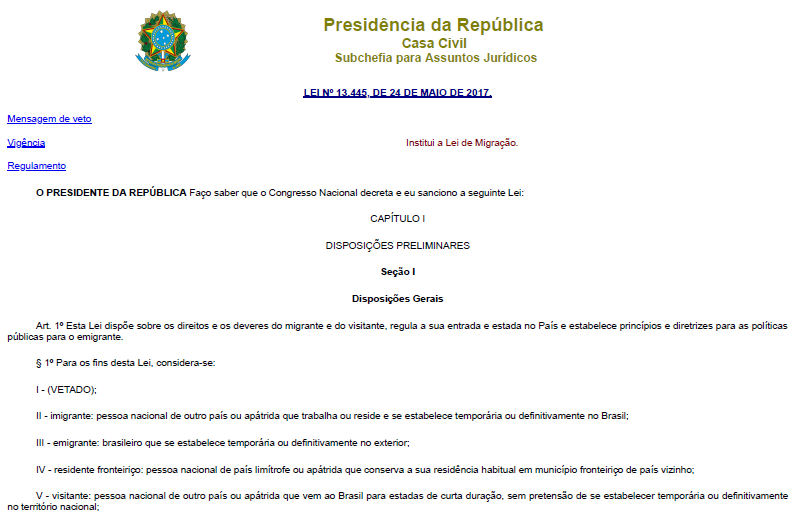 Presidência da República
Casa Civil
Subchefia para Assuntos Jurídicos
LEI Nº 13.445, DE 24 DE MAIO DE 2017.
Mensagem de veto
Vigência
Institui a Lei de Migração.
Regulamento
O PRESIDENTE DA REPÚBLICA Faço saber que o Congresso Nacional decreta e eu sanciono a seguinte Lei:
CAPÍTULO I
DISPOSIÇÕES PRELIMINARES
Seção I
Disposições Gerais
Art. 1º Esta Lei dispõe sobre os direitos e os deveres do migrante e do visitante, regula a sua entrada e estada no País e estabelece princípios e diretrizes para as políticas
públicas para o emigrante.
§ 1º Para os fins desta Lei, considera-se:
I - (VETADO);
II - imigrante: pessoa nacional de outro país ou apátrida que trabalha ou reside e se estabelece temporária ou definitivamente no Brasil;
III - emigrante: brasileiro que se estabelece temporária ou definitivamente no exterior;
IV - residente fronteiriço: pessoa nacional de país limítrofe ou apátrida que conserva a sua residência habitual em município fronteiriço de país vizinho;
V - visitante: pessoa nacional de outro país ou apátrida que vem ao Brasil para estadas de curta duração, sem pretensão de se estabelecer temporária ou definitivamente
no território nacional;